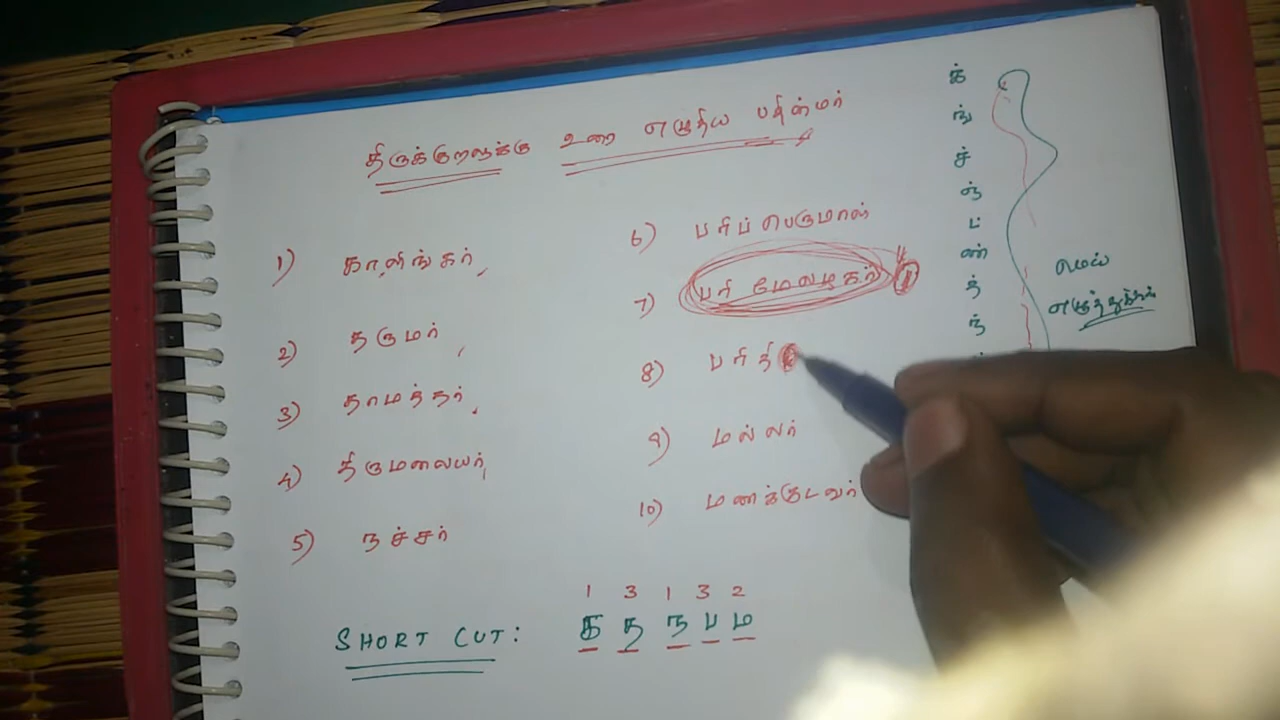 திருக்குறளுக்கு உரை எழுதிய பதின்மர்
1) காளிங்கர்
2) தருமர்
3) தாமத்தர்
4) திருமலையர்
5) நச்சர்
6) பரிப்பெருமாள்
7) பரிமேலழகர்
8) பரிதி
9) மல்லர்
10) மணக்குடவர்
1 3 1 3 2
SHORT CUT: க த ந ப ம
க்
ங்
ச்
ஞ்
ட்
ண்
த்
ந்
மெய்
எழுத்துக்கள்